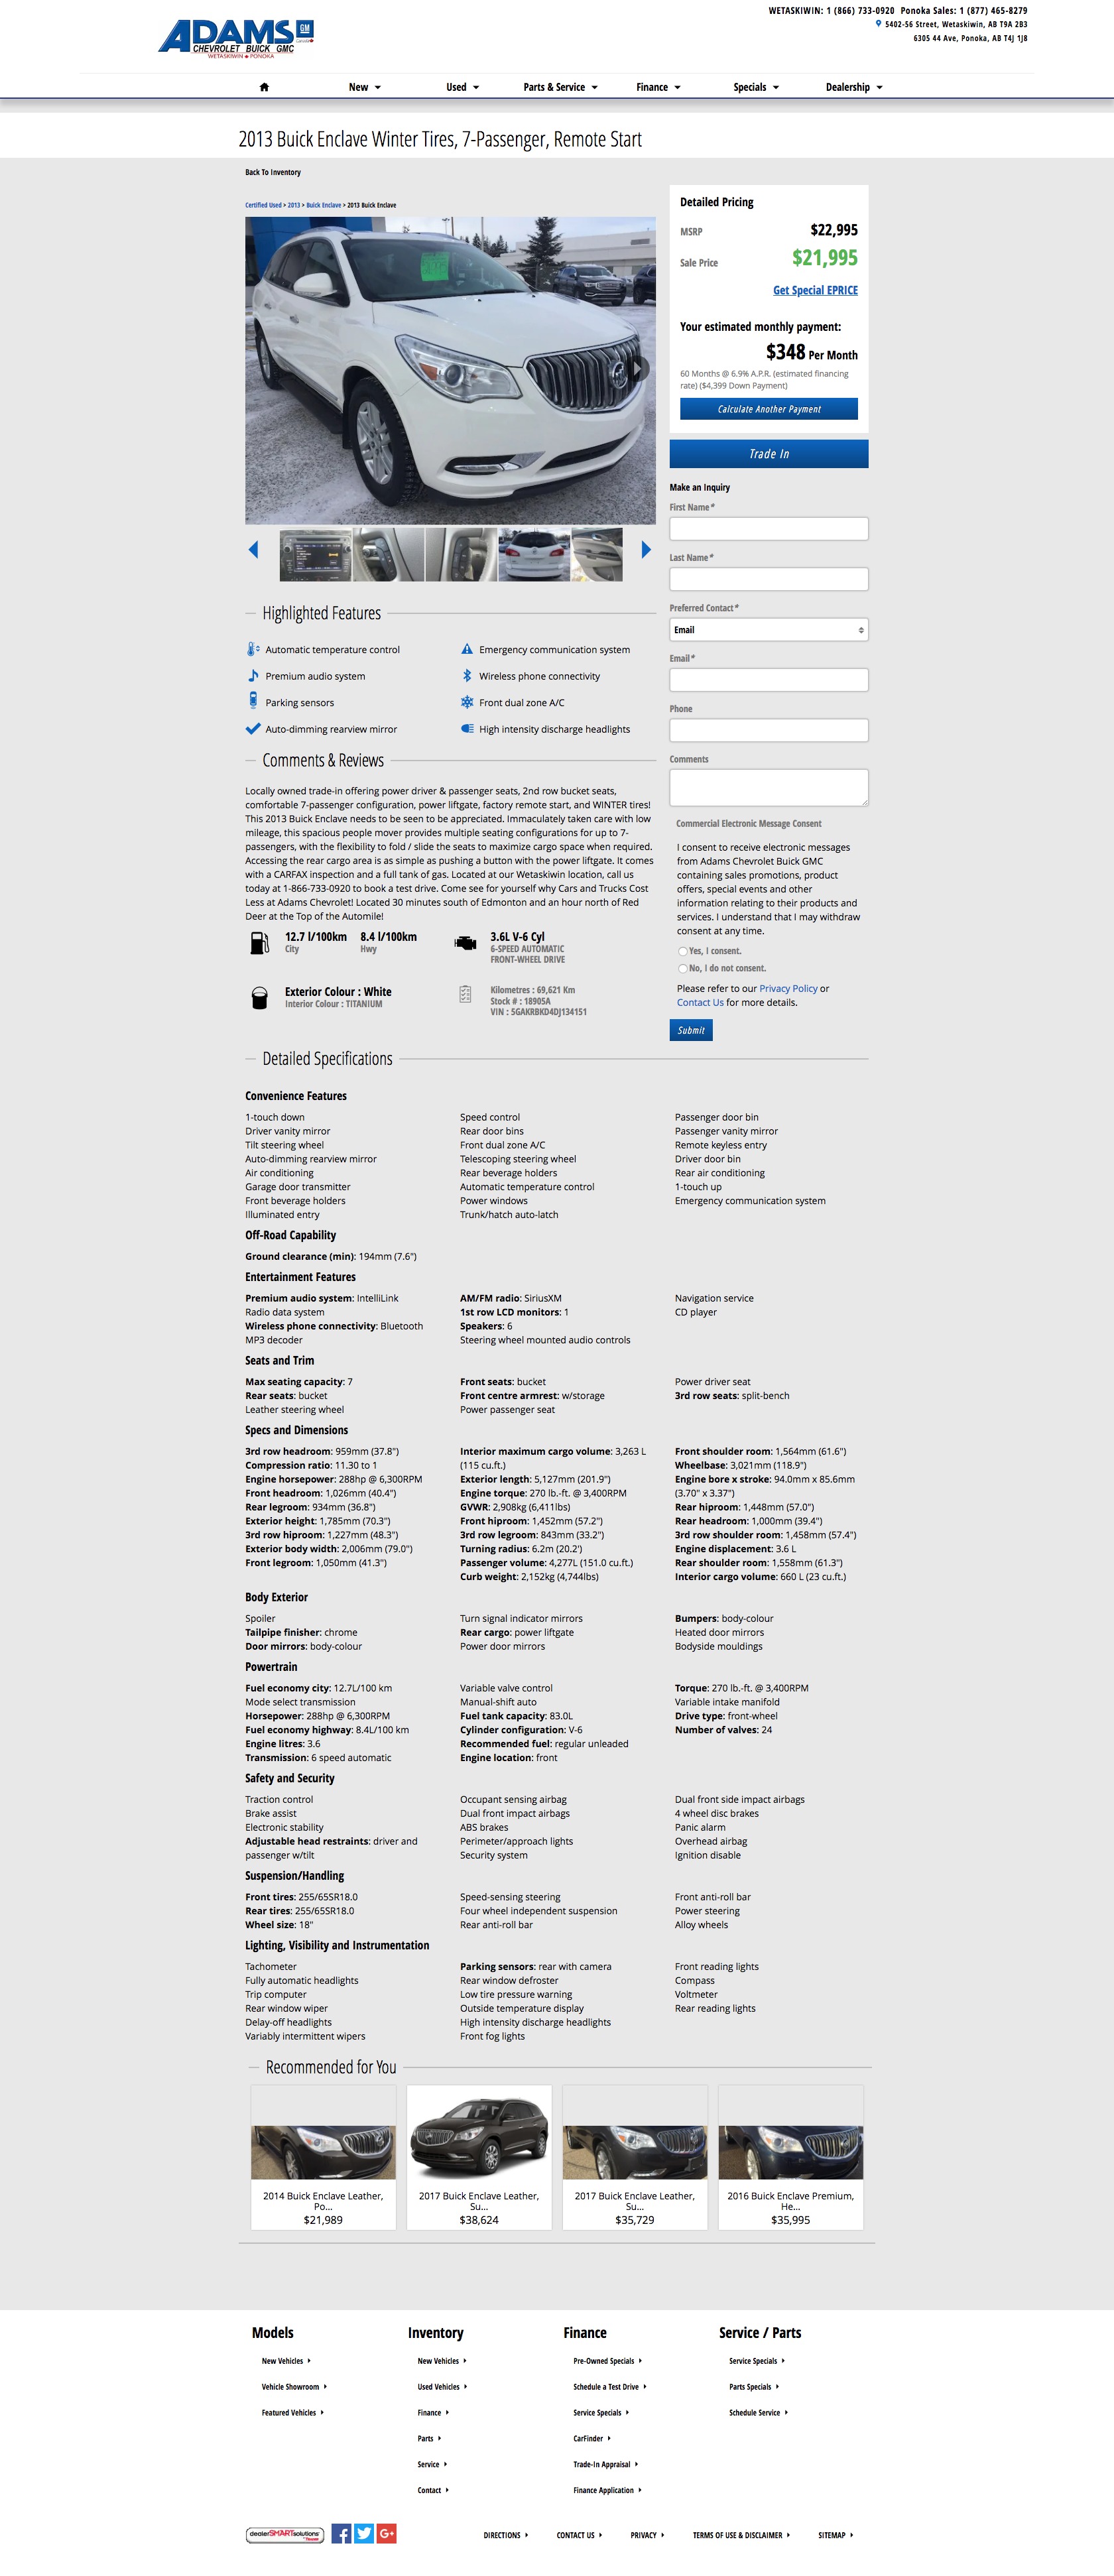 WETASKIWIN: 1 (866) 733-0920 Ponoka Sales: 1 (877) 465-8279
5402-56 Street, Wetaskiwin, AB T9A 2B3
6305 44 Ave, Ponoka, AB T4J 1J8
ADAMS GM
CHEVROLET BUICK GMC
WETASKIWIN PONOKA
New Used Parts & Service Finance Specials Dealership
2013 Buick Enclave Winter Tires, 7-Passenger, Remote Start
Back To Inventory
Certified Used > 2013 > Buick Enclave > 2013 Buick Enclave
Detailed Pricing
MSRP $22,995
Sale Price $21,995
Get Special EPRICE
Your estimated monthly payment:
$348 Per Month
60 Months @ 6.9% A.P.R. (estimated financing
rate) ($4,399 Down Payment)
Calculate Another Payment
Trade In
Make an Inquiry
First Name*
Last Name*
Preferred Contact*
Email
Email*
Phone
Comments
Commercial Electronic Message Consent
I consent to receive electronic messages
from Adams Chevrolet Buick GMC
containing sales promotions, product
offers, special events and other
information relating to their products and
services. I understand that I may withdraw
consent at any time.
Yes, I consent.
No, I do not consent.
Please refer to our Privacy Policy or
Contact Us for more details.
Submit
Highlighted Features
Automatic temperature control Emergency communication system
Premium audio system Wireless phone connectivity
Parking sensors Front dual zone A/C
Auto-dimming rearview mirror High intensity discharge headlights
Comments & Reviews
Locally owned trade-in offering power driver & passenger seats, 2nd row bucket seats,
comfortable 7-passenger configuration, power liftgate, factory remote start, and WINTER tires!
This 2013 Buick Enclave needs to be seen to be appreciated. Immaculately taken care with low
mileage, this spacious people mover provides multiple seating configurations for up to 7-
passengers, with the flexibility to fold / slide the seats to maximize cargo space when required.
Accessing the rear cargo area is as simple as pushing a button with the power liftgate. It comes
with a CARFAX inspection and a full tank of gas. Located at our Wetaskiwin location, call us
today at 1-866-733-0920 to book a test drive. Come see for yourself why Cars and Trucks Cost
Less at Adams Chevrolet! Located 30 minutes south of Edmonton and an hour north of Red
Deer at the Top of the Automile!
12.7 l/100km 8.4 l/100km 3.6L V-6 Cyl
City Hwy 6-SPEED AUTOMATIC
FRONT-WHEEL DRIVE
Exterior Colour : White
Interior Colour : TITANIUM
Kilometres : 69,621 Km
Stock # : 18905A
VIN : 5GAKRBKD4DJ134151
Detailed Specifications
Convenience Features
1-touch down Speed control Passenger door bin
Driver vanity mirror Rear door bins Passenger vanity mirror
Tilt steering wheel Front dual zone A/C Remote keyless entry
Auto-dimming rearview mirror Telescoping steering wheel Driver door bin
Air conditioning Rear beverage holders Rear air conditioning
Garage door transmitter Automatic temperature control 1-touch up
Front beverage holders Power windows Emergency communication system
Illuminated entry Trunk/hatch auto-latch
Off-Road Capability
Ground clearance (min): 194mm (7.6")
Entertainment Features
Premium audio system: IntelliLink AM/FM radio: SiriusXM Navigation service
Radio data system 1st row LCD monitors: 1 CD player
Wireless phone connectivity: Bluetooth Speakers: 6
MP3 decoder Steering wheel mounted audio controls
Seats and Trim
Max seating capacity: 7 Front seats: bucket Power driver seat
Rear seats: bucket Front centre armrest: w/storage 3rd row seats: split-bench
Leather steering wheel Power passenger seat
Specs and Dimensions
3rd row headroom: 959mm (37.8") Interior maximum cargo volume: 3,263 L Front shoulder room: 1,564mm (61.6")
Compression ratio: 11.30 to 1 (115 cu.ft.) Wheelbase: 3,021mm (118.9")
Engine horsepower: 288hp @ 6,300RPM Exterior length: 5,127mm (201.9") Engine bore x stroke: 94.0mm x 85.6mm
Front headroom: 1,026mm (40.4") Engine torque: 270 lb.-ft. @ 3,400RPM (3.70" x 3.37")
Rear legroom: 934mm (36.8") GVWR: 2,908kg (6,411lbs) Rear hiproom: 1,448mm (57.0")
Exterior height: 1,785mm (70.3") Front hiproom: 1,452mm (57.2") Rear headroom: 1,000mm (39.4")
3rd row hiproom: 1,227mm (48.3") 3rd row legroom: 843mm (33.2") 3rd row shoulder room: 1,458mm (57.4")
Exterior body width: 2,006mm (79.0") Turning radius: 6.2m (20.2') Engine displacement: 3.6 L
Front legroom: 1,050mm (41.3") Passenger volume: 4,277L (151.0 cu.ft.) Rear shoulder room: 1,558mm (61.3")
Curb weight: 2,152kg (4,744lbs) Interior cargo volume: 660 L (23 cu.ft.)
Body Exterior
Spoiler Turn signal indicator mirrors Bumpers: body-colour
Tailpipe finisher: chrome Rear cargo: power liftgate Heated door mirrors
Door mirrors: body-colour Power door mirrors Bodyside mouldings
Powertrain
Fuel economy city: 12.7L/100 km Variable valve control Torque: 270 lb.-ft. @ 3,400RPM
Mode select transmission Manual-shift auto Variable intake manifold
Horsepower: 288hp @ 6,300RPM Fuel tank capacity: 83.0L Drive type: front-wheel
Fuel economy highway: 8.4L/100 km Cylinder configuration: V-6 Number of valves: 24
Engine litres: 3.6 Recommended fuel: regular unleaded
Transmission: 6 speed automatic Engine location: front
Safety and Security
Traction control Occupant sensing airbag Dual front side impact airbags
Brake assist Dual front impact airbags 4 wheel disc brakes
Electronic stability ABS brakes Panic alarm
Adjustable head restraints: driver and Perimeter/approach lights Overhead airbag
passenger w/tilt Security system Ignition disable
Suspension/Handling
Front tires: 255/65SR18.0 Speed-sensing steering Front anti-roll bar
Rear tires: 255/65SR18.0 Four wheel independent suspension Power steering
Wheel size: 18" Rear anti-roll bar Alloy wheels
Lighting, Visibility and Instrumentation
Tachometer Parking sensors: rear with camera Front reading lights
Fully automatic headlights Rear window defroster Compass
Trip computer Low tire pressure warning Voltmeter
Rear window wiper Outside temperature display Rear reading lights
Delay-off headlights High intensity discharge headlights
Variably intermittent wipers Front fog lights
Recommended for You
2014 Buick Enclave Leather, 2017 Buick Enclave Leather, 2017 Buick Enclave Leather, 2016 Buick Enclave Premium,
Po... Su... Su... He...
$21,989 $38,624 $35,729 $35,995
Models Inventory Finance Service / Parts
New Vehicles New Vehicles Pre-Owned Specials Service Specials
Vehicle Showroom Used Vehicles Schedule a Test Drive Parts Specials
Featured Vehicles Finance Service Specials Schedule Service
Parts CarFinder
Service Trade-In Appraisal
Contact Finance Application
dealerSMARTsolutions DIRECTIONS CONTACT US PRIVACY TERMS OF USE & DISCLAIMER SITEMAP